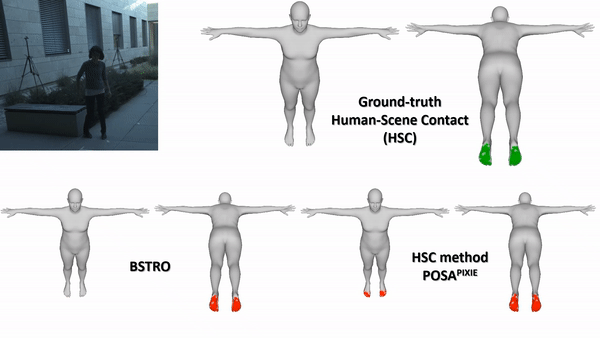 Ground-truth
Human-Scene Contact
(HSC)
BSTRO
HSC method
POSAᴾᴵˣᴵᴱ